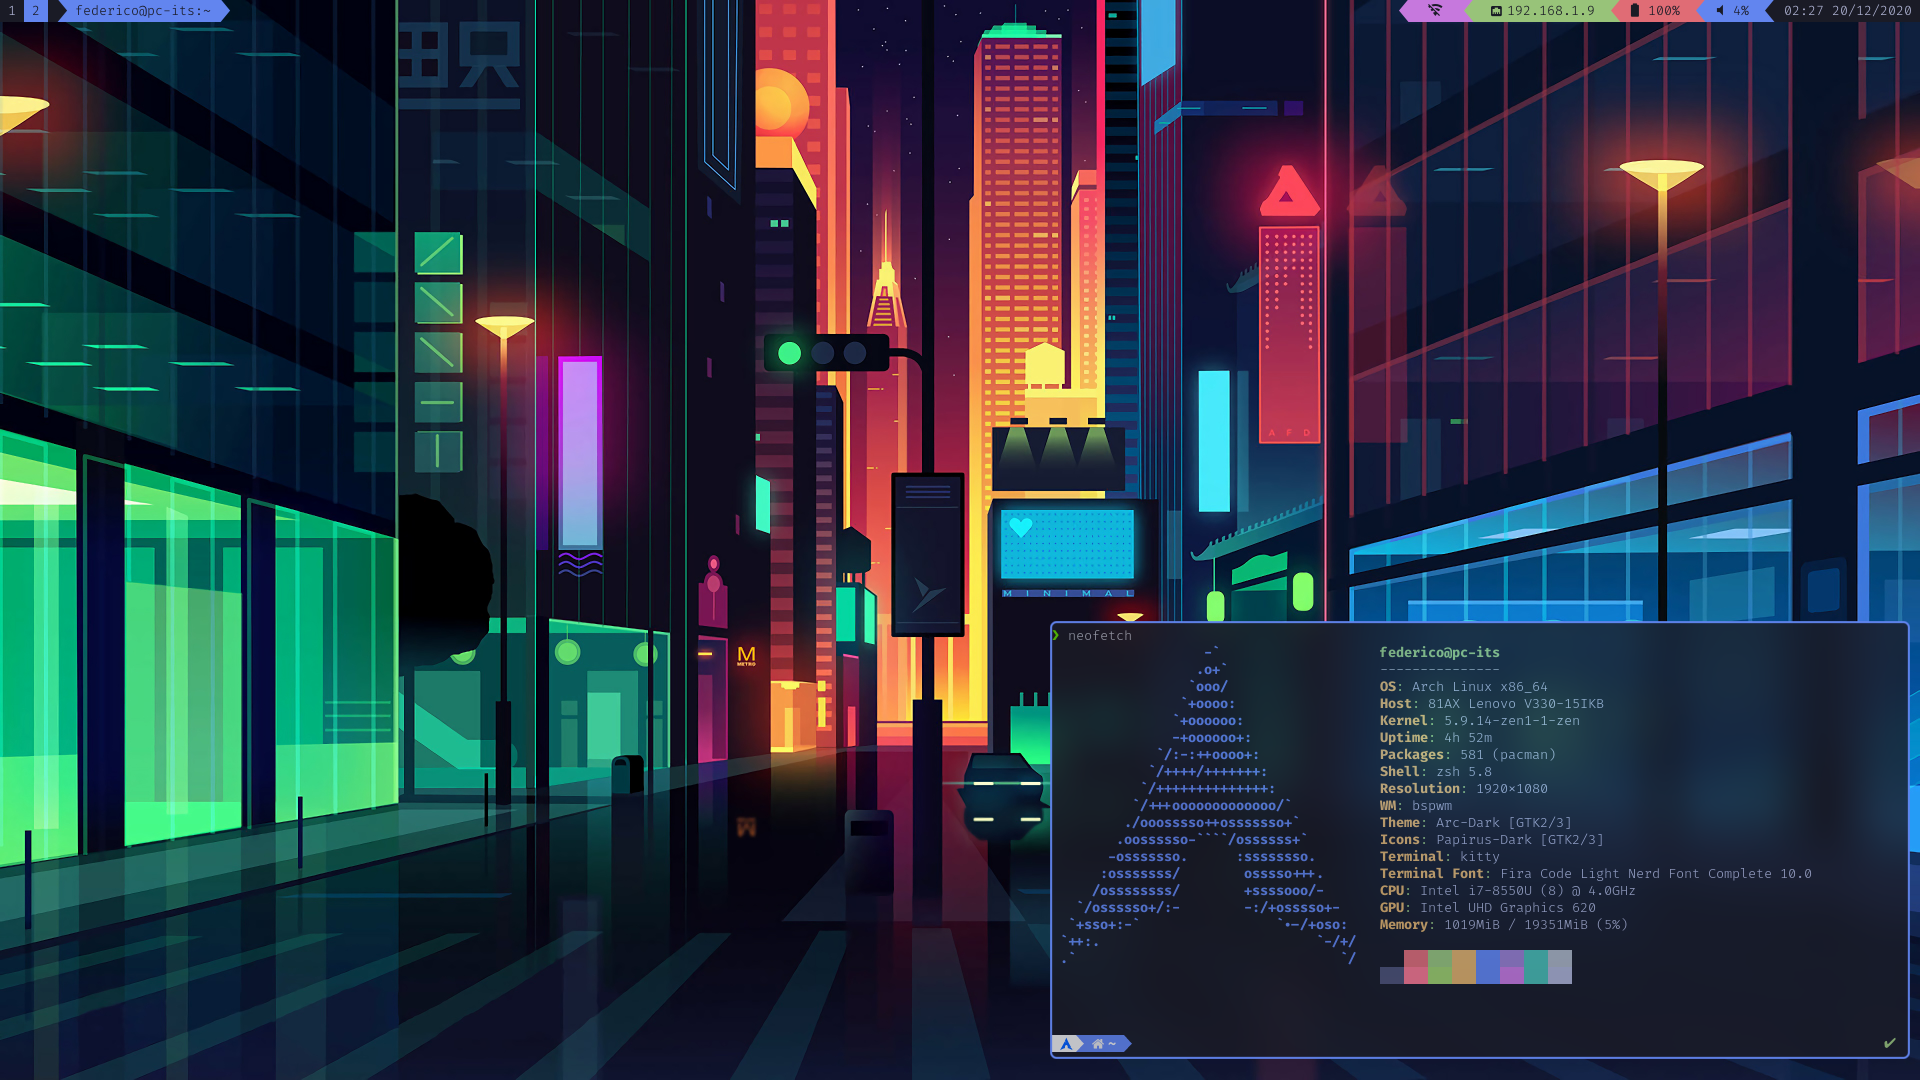 1 2 federico@pc-its:~
192.168.1.9 100% 4% 02:27 20/12/2020
AFD
MINIMAL
M
METRO
❯ neofetch
federico@pc-its
---------------
OS: Arch Linux x86_64
Host: 81AX Lenovo V330-15IKB
Kernel: 5.9.14-zen1-1-zen
Uptime: 4h 52m
Packages: 581 (pacman)
Shell: zsh 5.8
Resolution: 1920×1080
WM: bspwm
Theme: Arc-Dark [GTK2/3]
Icons: Papirus-Dark [GTK2/3]
Terminal: kitty
Terminal Font: Fira Code Light Nerd Font Complete 10.0
CPU: Intel i7-8550U (8) @ 4.0GHz
GPU: Intel UHD Graphics 620
Memory: 1019MiB / 19351MiB (5%)
~ ✔